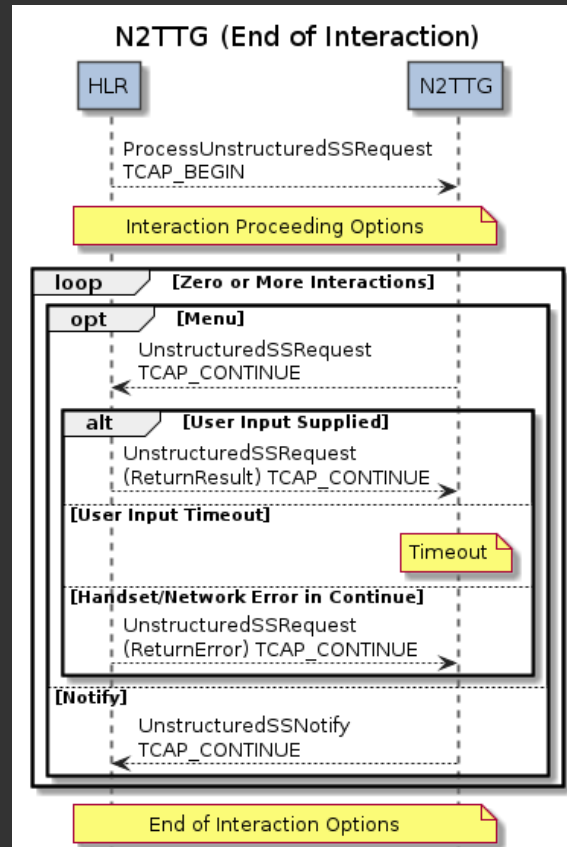 N2TTG (End of Interaction)
HLR
N2TTG
ProcessUnstructuredSSRequest
TCAP_BEGIN
Interaction Proceeding Options
loop
[Zero or More Interactions]
opt
[Menu]
UnstructuredSSRequest
TCAP_CONTINUE
alt
[User Input Supplied]
UnstructuredSSRequest
(ReturnResult) TCAP_CONTINUE
[User Input Timeout]
Timeout
[Handset/Network Error in Continue]
UnstructuredSSRequest
(ReturnError) TCAP_CONTINUE
[Notify]
UnstructuredSSNotify
TCAP_CONTINUE
End of Interaction Options